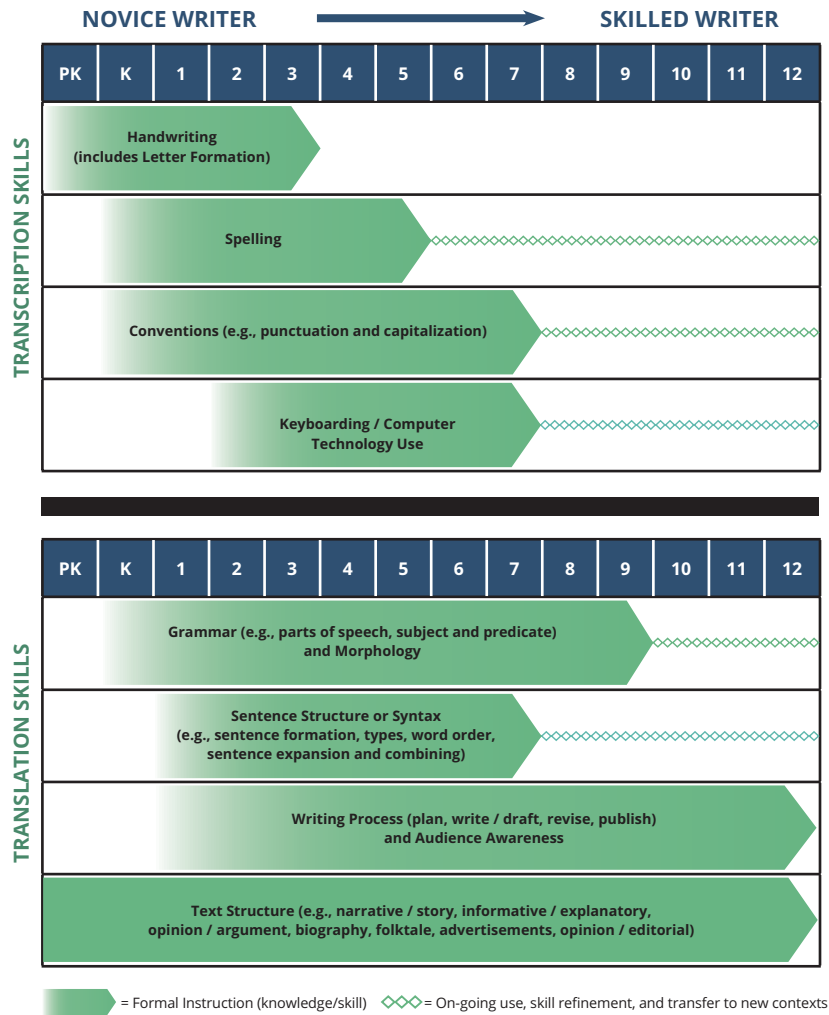 NOVICE WRITER SKILLED WRITER
PK K 1 2 3 4 5 6 7 8 9 10 11 12
TRANSCRIPTION SKILLS
Handwriting
(includes Letter Formation)
Spelling
Conventions (e.g., punctuation and capitalization)
Keyboarding / Computer
Technology Use
PK K 1 2 3 4 5 6 7 8 9 10 11 12
TRANSLATION SKILLS
Grammar (e.g., parts of speech, subject and predicate)
and Morphology
Sentence Structure or Syntax
(e.g., sentence formation, types, word order,
sentence expansion and combining)
Writing Process (plan, write / draft, revise, publish)
and Audience Awareness
Text Structure (e.g., narrative / story, informative / explanatory,
opinion / argument, biography, folktale, advertisements, opinion / editorial)
= Formal Instruction (knowledge/skill) = On-going use, skill refinement, and transfer to new contexts